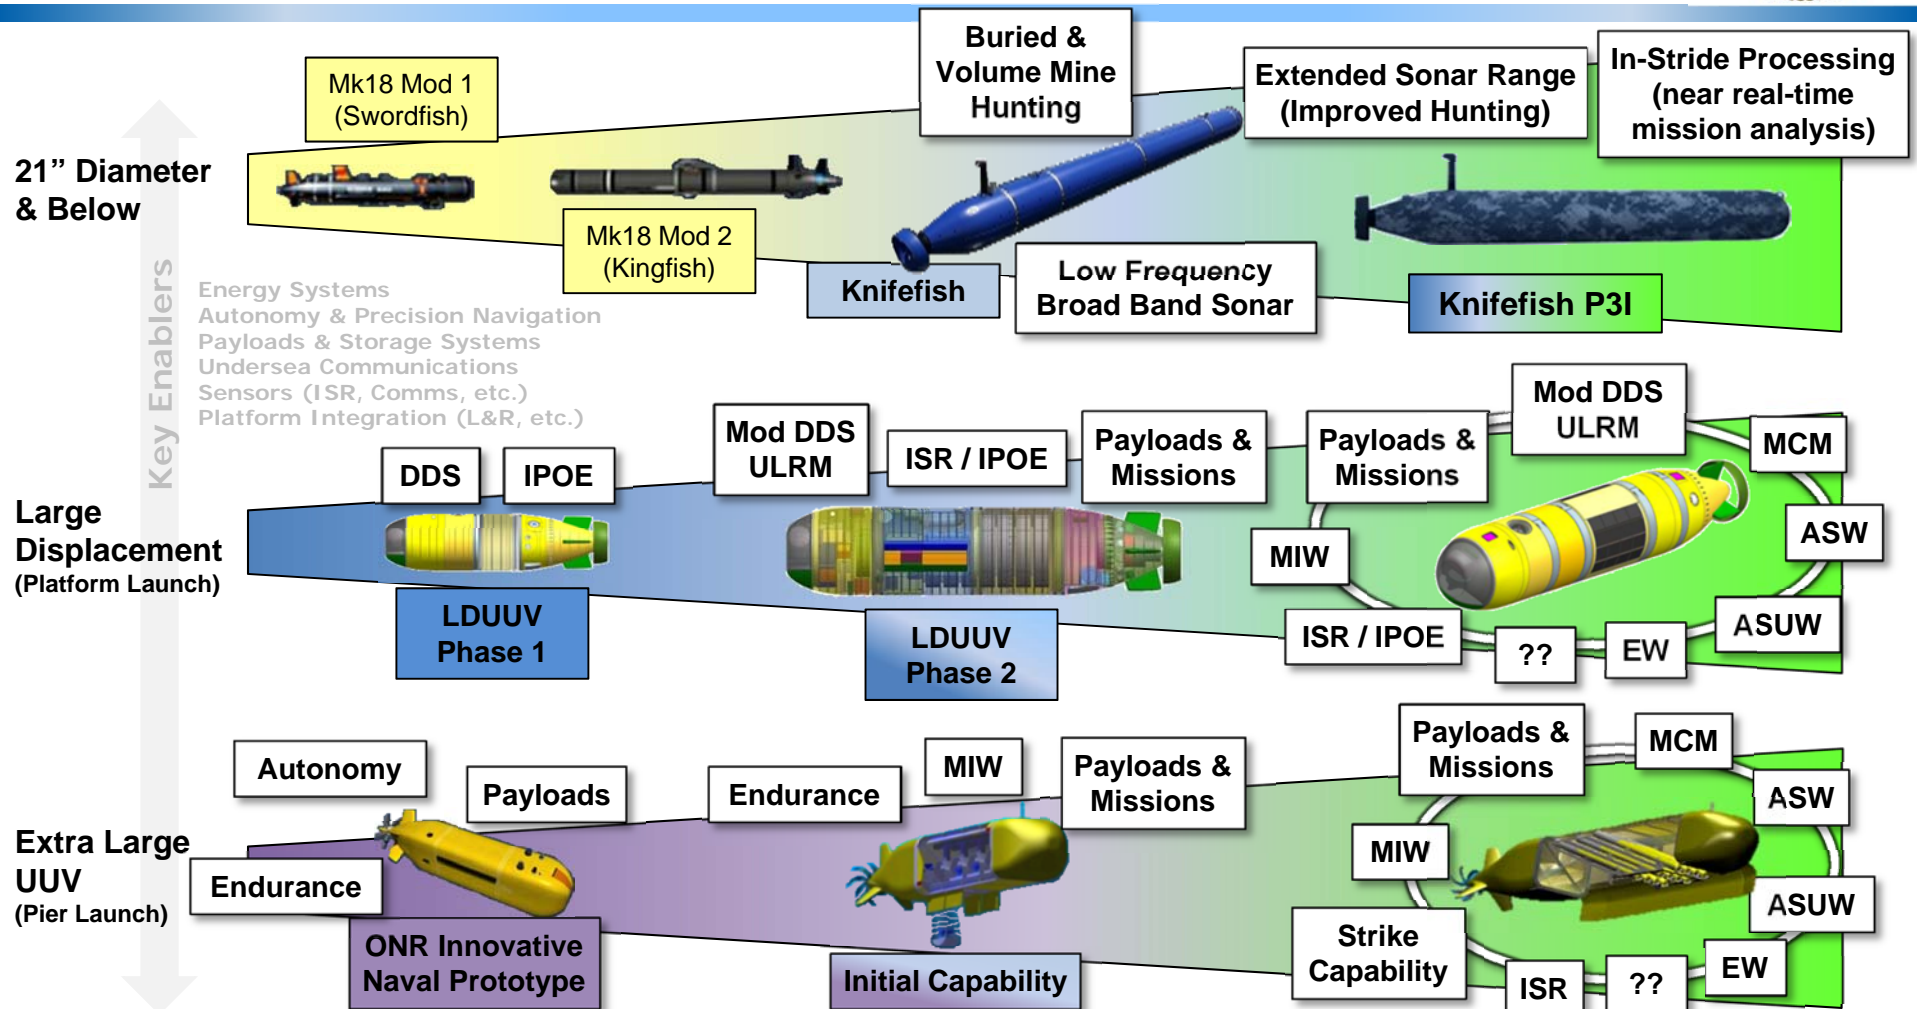 Mk18 Mod 1
(Swordfish)
Buried &
Volume Mine
Hunting
Extended Sonar Range
(Improved Hunting)
In-Stride Processing
(near real-time
mission analysis)
21” Diameter
& Below
Mk18 Mod 2
(Kingfish)
Knifefish
Low Frequency
Broad Band Sonar
Knifefish P3I
Key Enablers
Energy Systems
Autonomy & Precision Navigation
Payloads & Storage Systems
Undersea Communications
Sensors (ISR, Comms, etc.)
Platform Integration (L&R, etc.)
Large
Displacement
(Platform Launch)
DDS
IPOE
LDUUV
Phase 1
Mod DDS
ULRM
ISR / IPOE
Payloads &
Missions
LDUUV
Phase 2
Payloads &
Missions
Mod DDS
ULRM
MCM
ASW
ASUW
EW
??
ISR / IPOE
MIW
Extra Large
UUV
(Pier Launch)
Autonomy
Payloads
Endurance
ONR Innovative
Naval Prototype
Endurance
MIW
Payloads &
Missions
Initial Capability
Payloads &
Missions
MCM
ASW
ASUW
EW
??
ISR
Strike
Capability
MIW